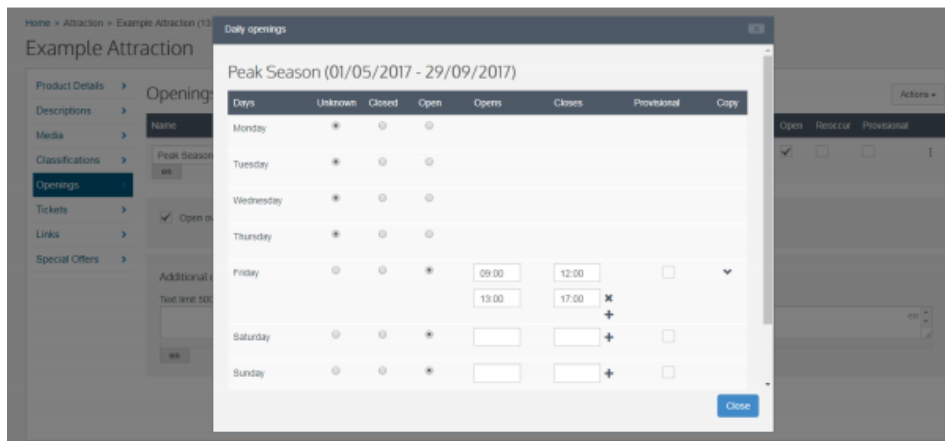 Home > Attraction > Example Attraction (13
Example Attraction
Product Details
Descriptions
Media
Classifications
Openings
Tickets
Links
Special Offers
Openings
Actions
Name
Open Reoccur Provisional
Peak Season
en
Open ov
Additional
Text limit 500
en
en
Daily openings
Peak Season (01/05/2017 - 29/09/2017)
Days Unknown Closed Open Opens Closes Provisional Copy
Monday
Tuesday
Wednesday
Thursday
Friday 09:00 12:00
13:00 17:00
Saturday
Sunday
Close